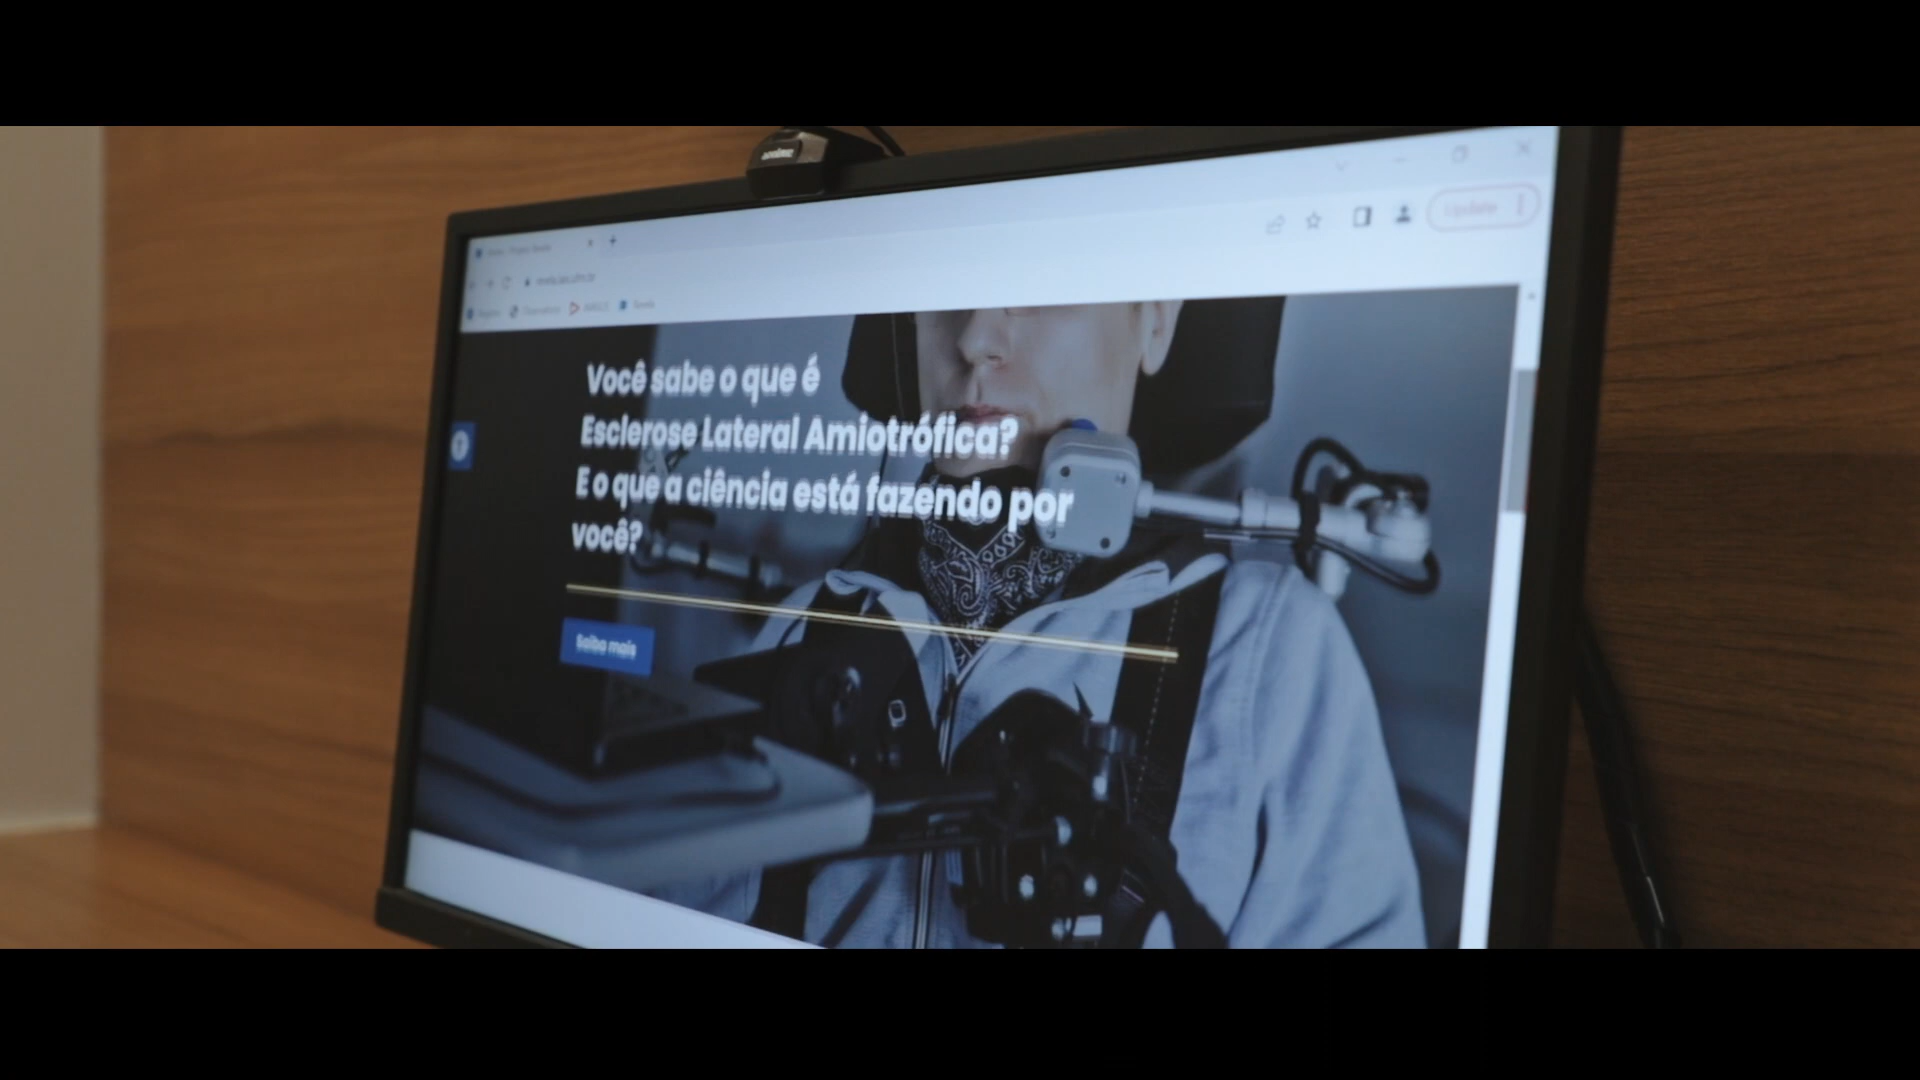 Update
Você sabe o que é
Esclerose Lateral Amiotrófica?
E o que a ciência está fazendo por
você?
Saiba mais